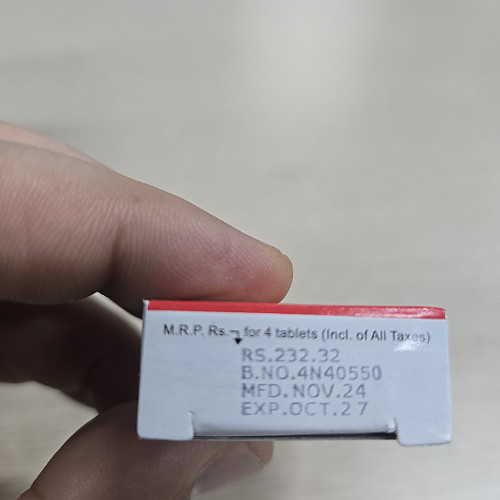 M.R.P. Rs. for 4 tablets (Incl. of All Taxes)
RS.232.32
B.NO.4N40550
MFD.NOV.24
EXP.OCT.27